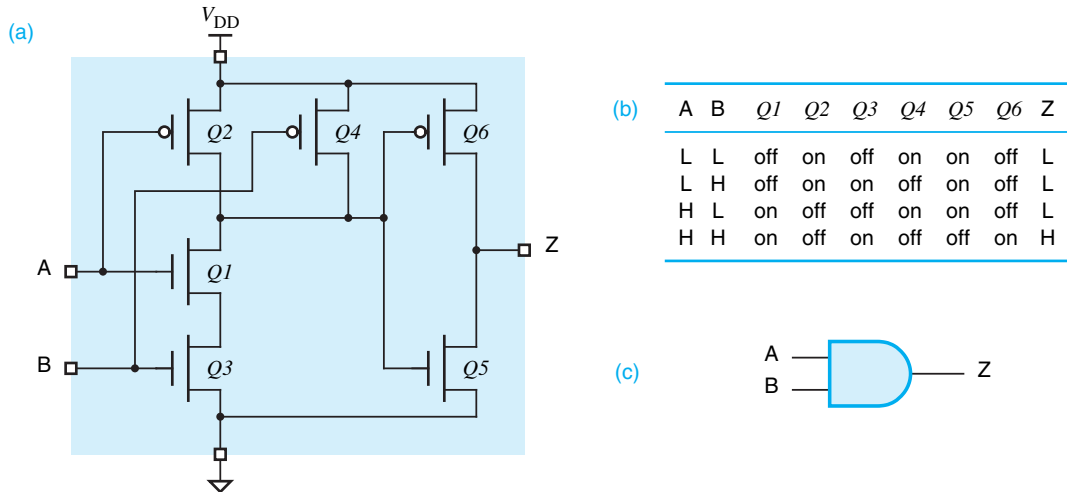 (a)
VDD
Q2
Q4
Q6
A
Q1
Z
B
Q3
Q5
(b)
A B Q1 Q2 Q3 Q4 Q5 Q6 Z
L L off on off on on off L
L H off on on off on off L
H L on off off on on off L
H H on off on off off on H
(c)
A
B
Z